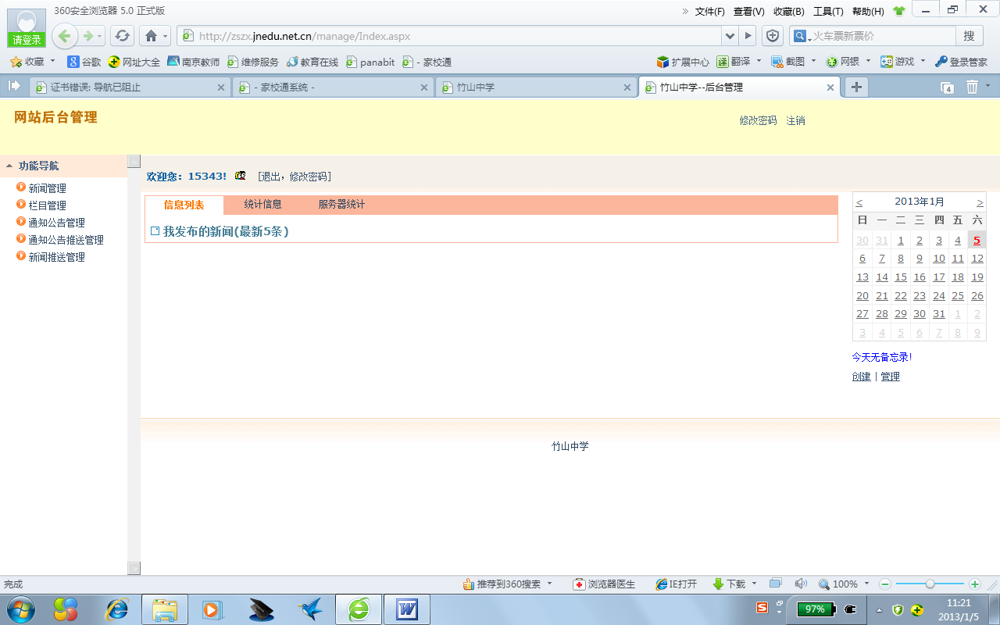 360安全浏览器 5.0 正式版
» 文件(F) 查看(V) 收藏(B) 工具(T) 帮助(H)
请登录
http://zszx.jnedu.net.cn/manage/Index.aspx
火车票新票价
搜
收藏 谷歌 网址大全 南京教师 维修服务 教育在线 panabit - 家校通
扩展中心 翻译 截图 网银 游戏 登录管家
证书错误: 导航已阻止
- 家校通系统 -
竹山中学
竹山中学--后台管理
4
网站后台管理
修改密码 注销
功能导航
新闻管理
栏目管理
通知公告管理
通知公告推送管理
新闻推送管理
欢迎您：15343! [退出，修改密码]
信息列表 统计信息 服务器统计
我发布的新闻(最新5条)
< 2013年1月 >
日 一 二 三 四 五 六
30 31 1 2 3 4 5
6 7 8 9 10 11 12
13 14 15 16 17 18 19
20 21 22 23 24 25 26
27 28 29 30 31 1 2
3 4 5 6 7 8 9
今天无备忘录!
创建 | 管理
竹山中学
完成
推荐到360搜索 浏览器医生 IE打开 下载 100%
97%
11:21
2013/1/5